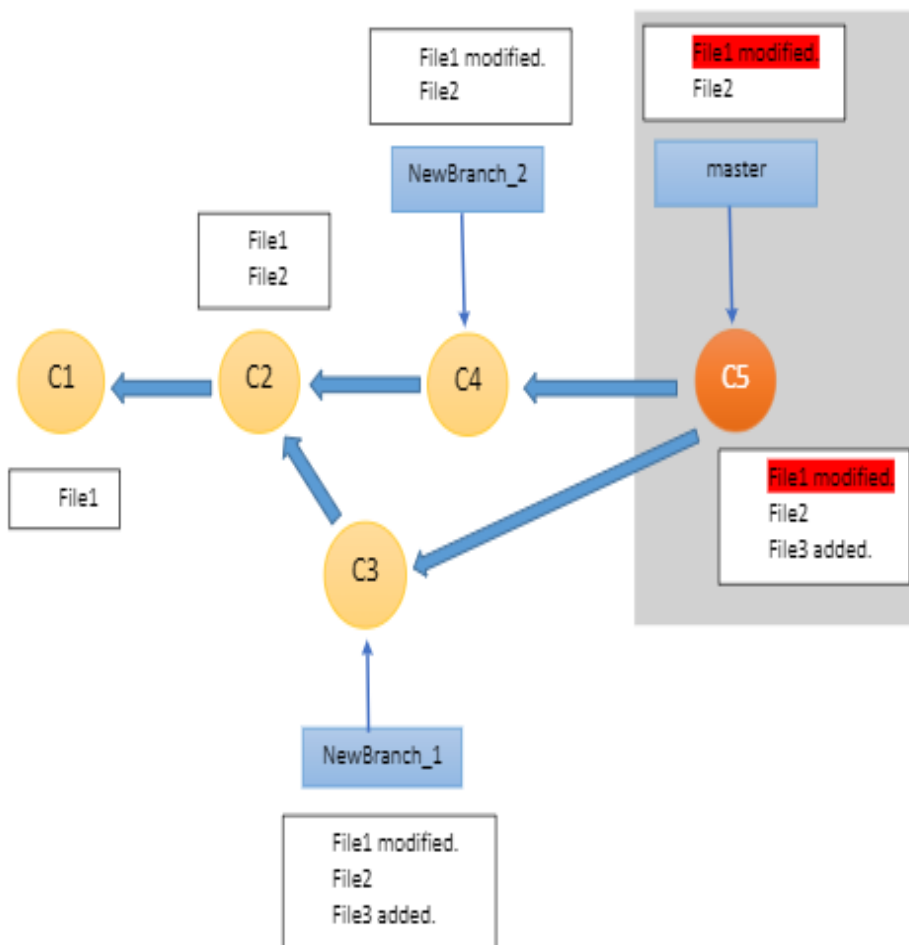 File1 modified.
File2
File1 modified.
File2
NewBranch_2
master
File1
File2
C1
C2
C4
C5
File1
File1 modified.
File2
File3 added.
C3
NewBranch_1
File1 modified.
File2
File3 added.